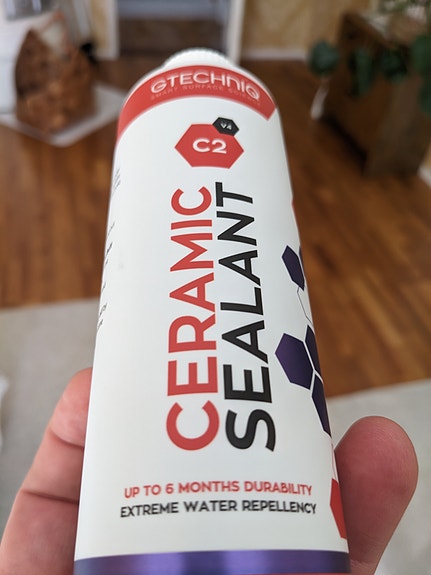 GTECHNIQ
SMART SURFACE SCIENCE
V4
C2
CERAMIC
SEALANT
UP TO 6 MONTHS DURABILITY
EXTREME WATER REPELLENCY